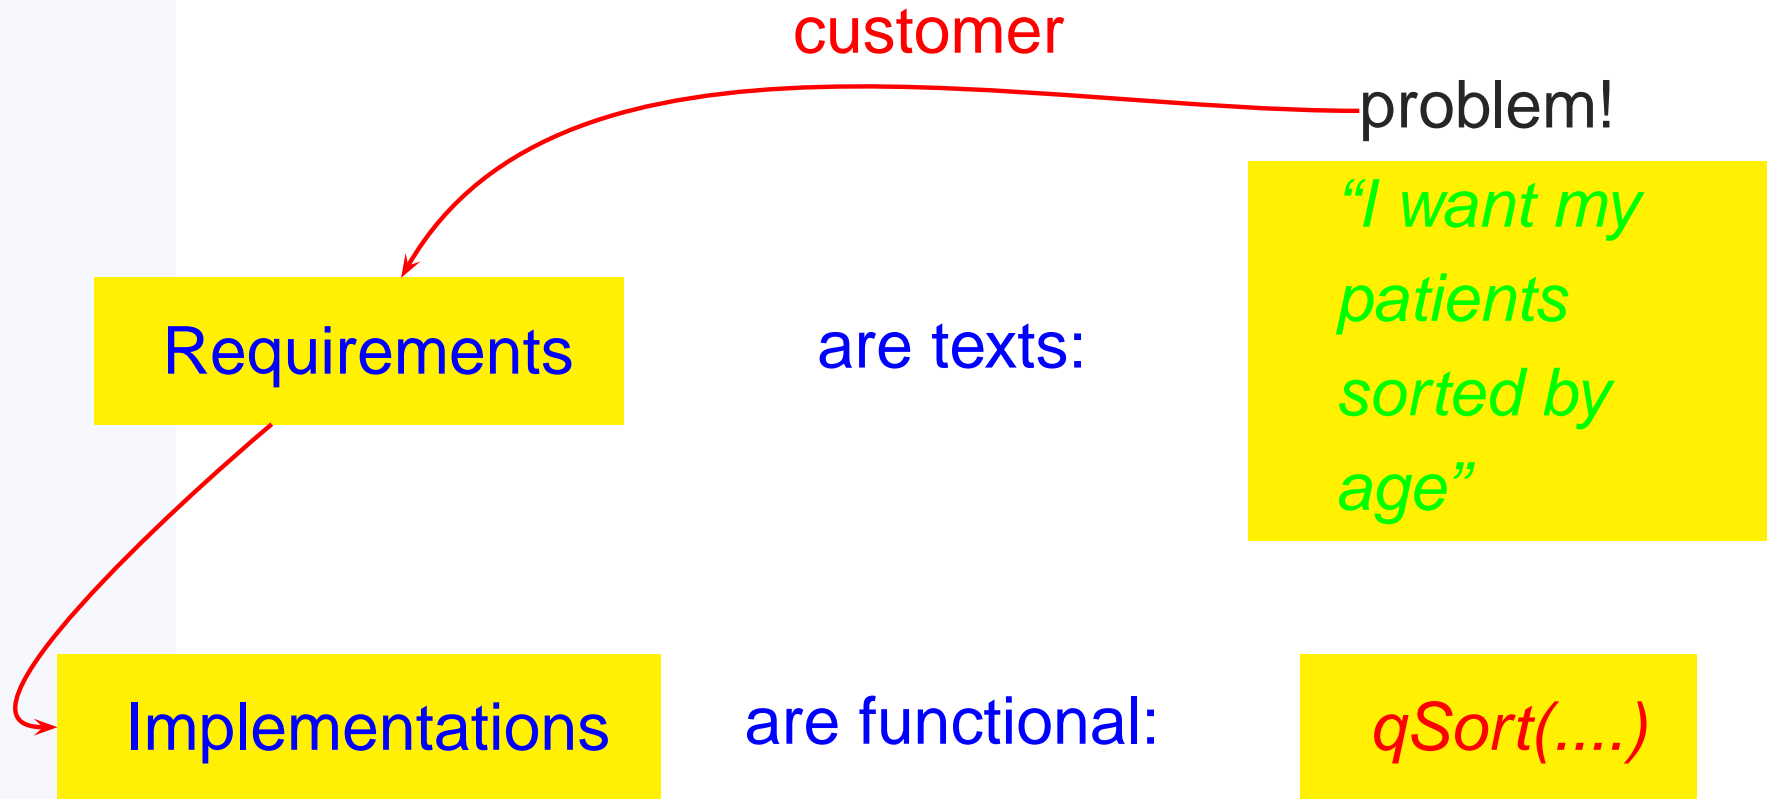 customer
problem!
“I want my
patients
sorted by
age”
Requirements
are texts:
Implementations
are functional:
qSort(....)